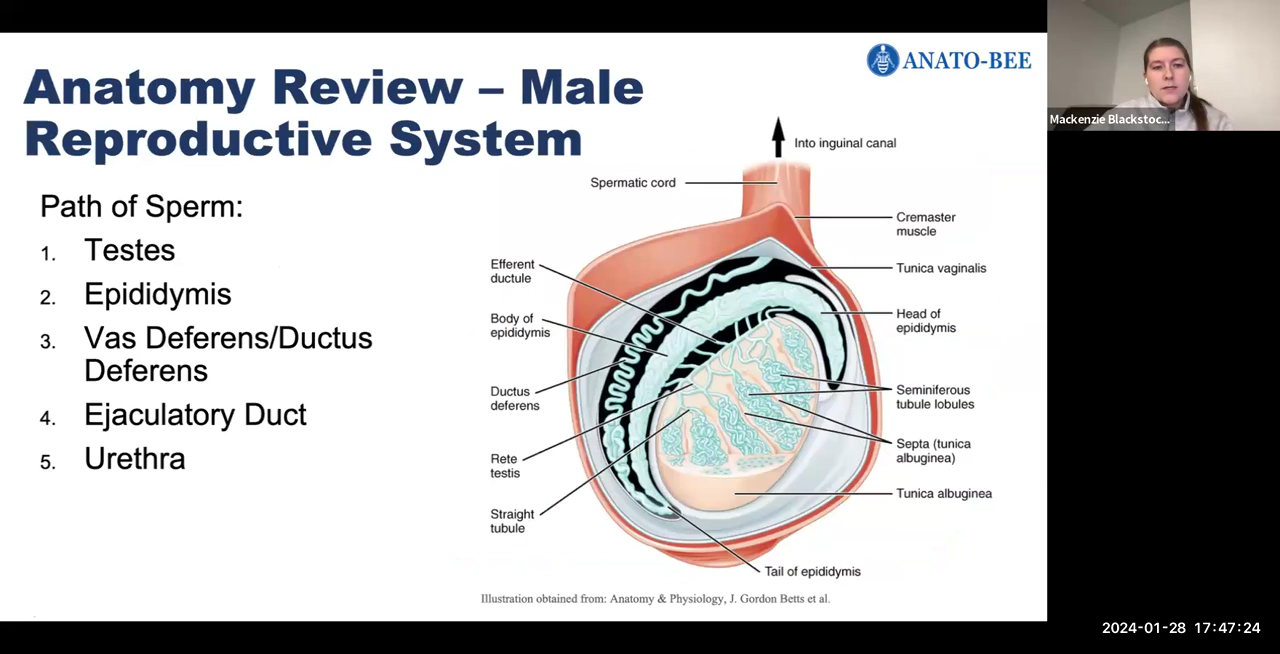 Anatomy Review – Male
Reproductive System
ANATO-BEE
Mackenzie Blackstoc...
Path of Sperm:
1. Testes
2. Epididymis
3. Vas Deferens/Ductus
Deferens
4. Ejaculatory Duct
5. Urethra
Into inguinal canal
Spermatic cord
Cremaster
muscle
Tunica vaginalis
Efferent
ductule
Head of
epididymis
Body of
epididymis
Ductus
deferens
Seminiferous
tubule lobules
Septa (tunica
albuginea)
Rete
testis
Tunica albuginea
Straight
tubule
Tail of epididymis
Illustration obtained from: Anatomy & Physiology, J. Gordon Betts et al.
2024-01-28 17:47:24